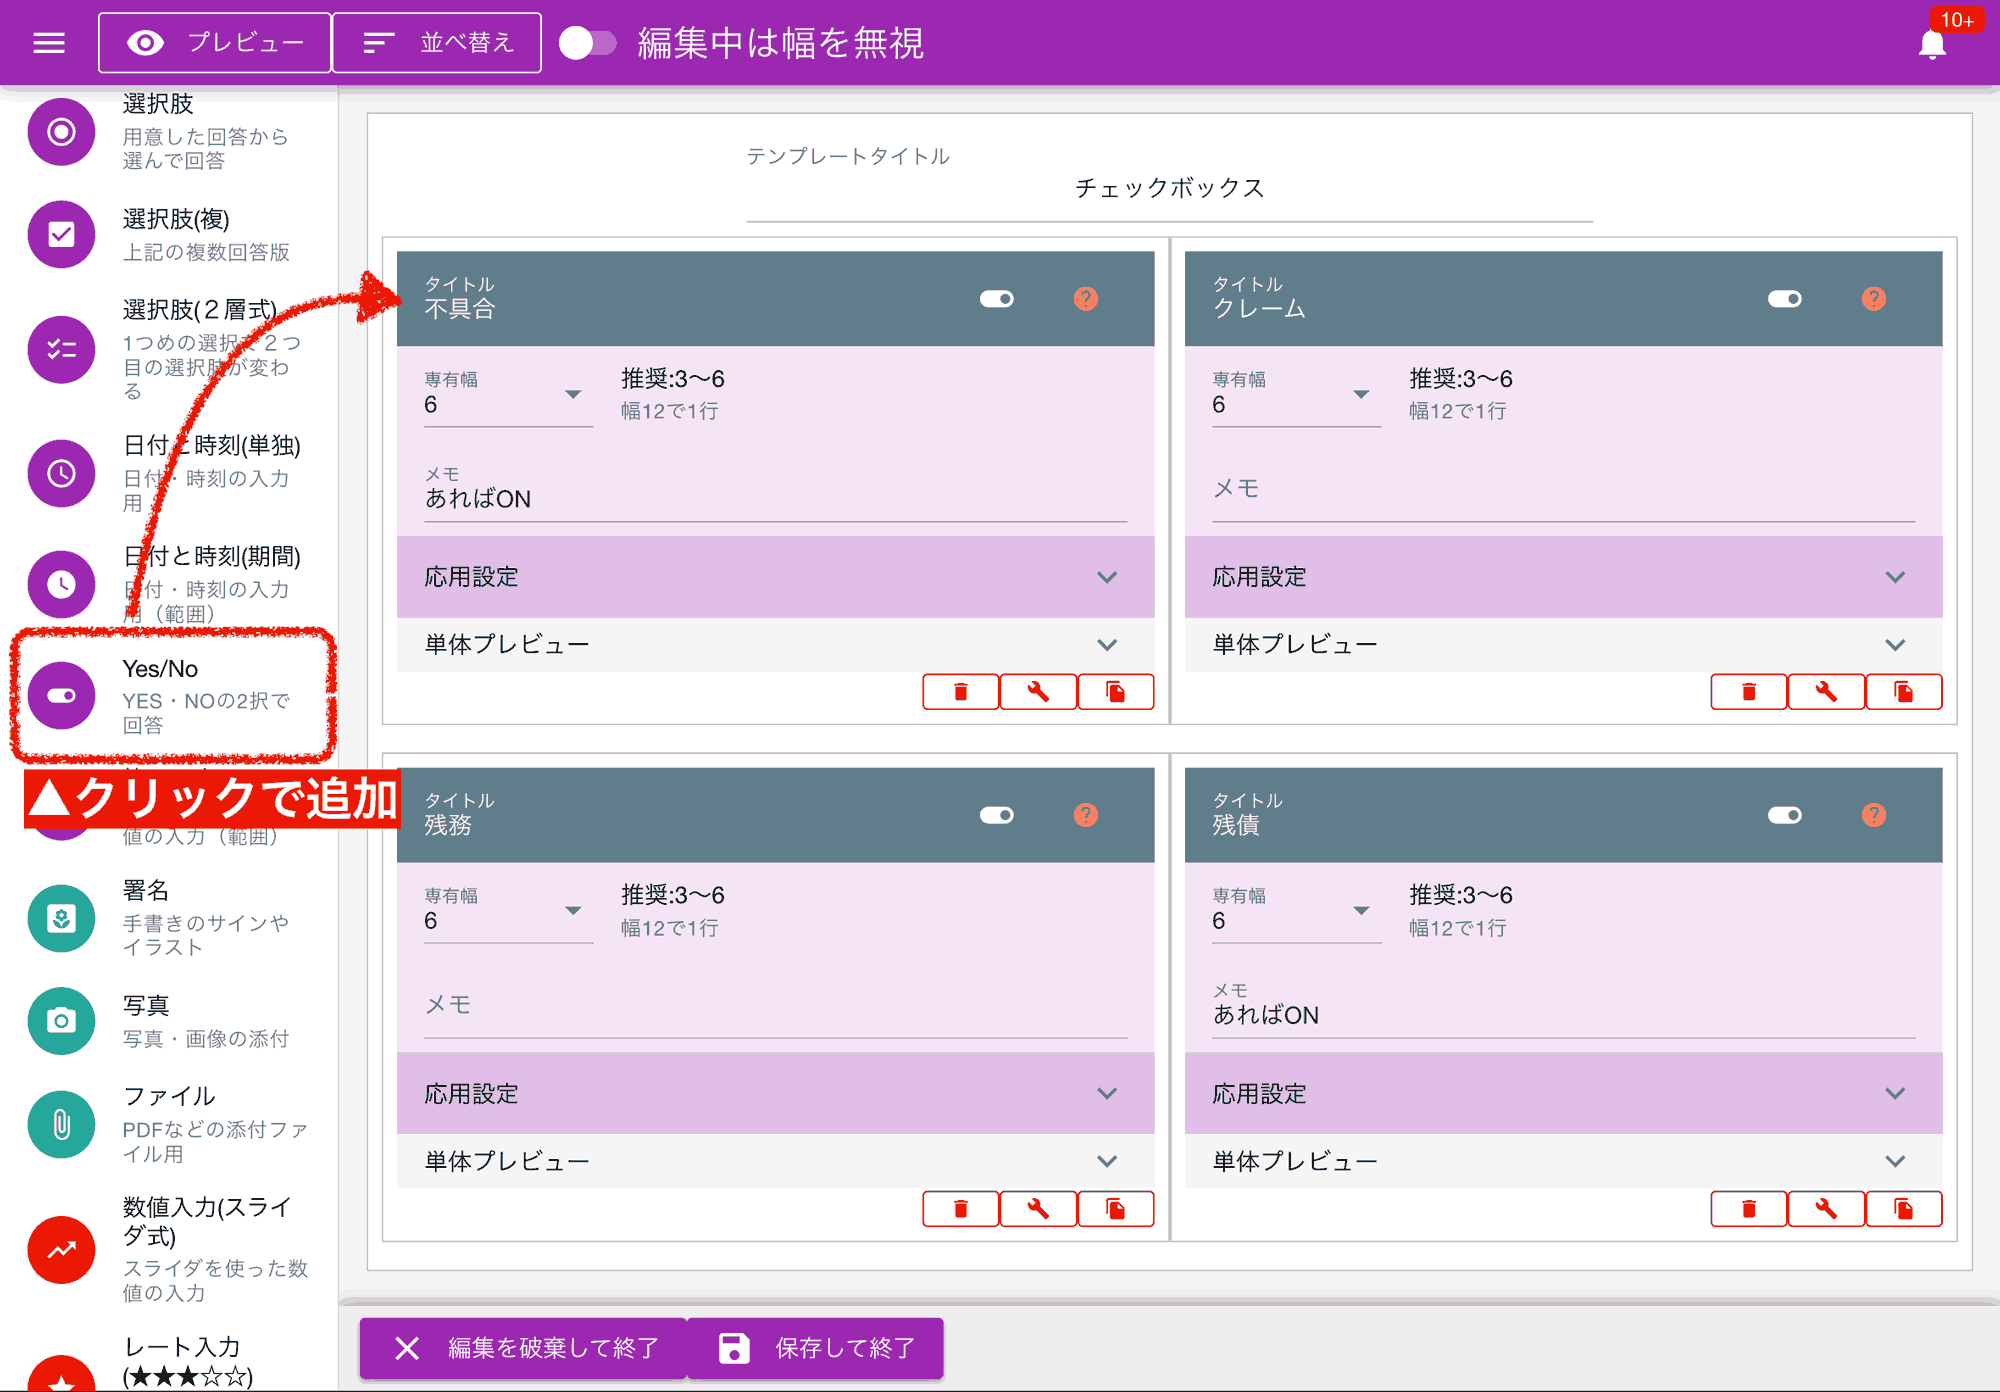 プレビュー
並べ替え
編集中は幅を無視
10+
選択肢
用意した回答から
選んで回答
選択肢(複)
上記の複数回答版
選択肢(２層式)
1つめの選択で２つ
目の選択肢が変わ
る
日付と時刻(単独)
日付・時刻の入力
用
日付と時刻(期間)
日付・時刻の入力
用（範囲）
Yes/No
YES・NOの2択で
回答
▲クリックで追加
値の入力（範囲）
署名
手書きのサインや
イラスト
写真
写真・画像の添付
ファイル
PDFなどの添付ファ
イル用
数値入力(スライ
ダ式)
スライダを使った数
値の入力
レート入力
(★★★☆☆)
テンプレートタイトル
チェックボックス
タイトル
不具合
?
専有幅
6
推奨:3〜6
幅12で1行
メモ
あればON
応用設定
単体プレビュー
タイトル
クレーム
?
専有幅
6
推奨:3〜6
幅12で1行
メモ
応用設定
単体プレビュー
タイトル
残務
?
専有幅
6
推奨:3〜6
幅12で1行
メモ
応用設定
単体プレビュー
タイトル
残債
?
専有幅
6
推奨:3〜6
幅12で1行
メモ
あればON
応用設定
単体プレビュー
編集を破棄して終了
保存して終了